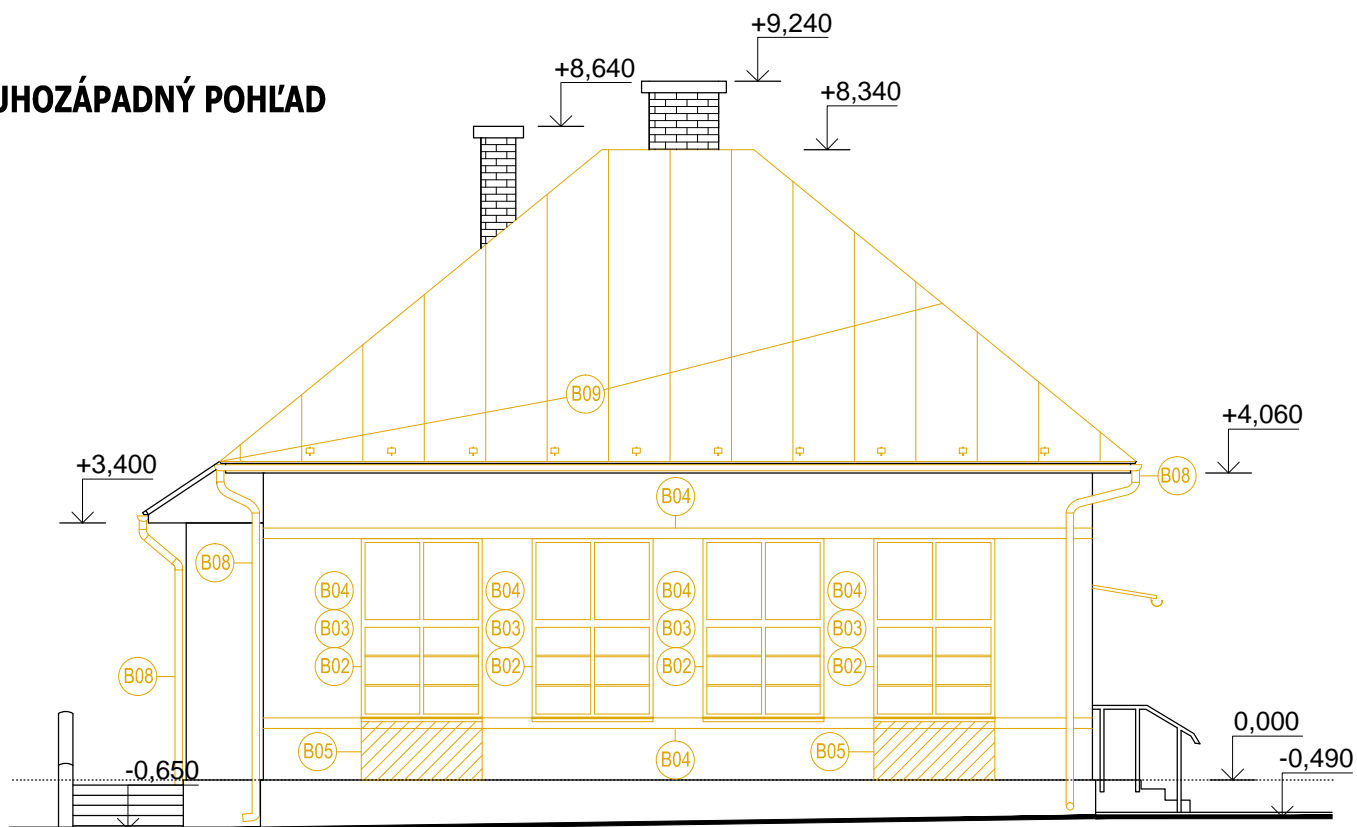 +9,240
+8,640
UHOZÁPADNÝ POHĽAD
+8,340
B09
+4,060
+3,400
B08
B04
B08
B04 B04 B04 B04
B03 B03 B03 B03
B02 B02 B02 B02
B08
0,000
B05 B05
B04
-0,490
-0,650